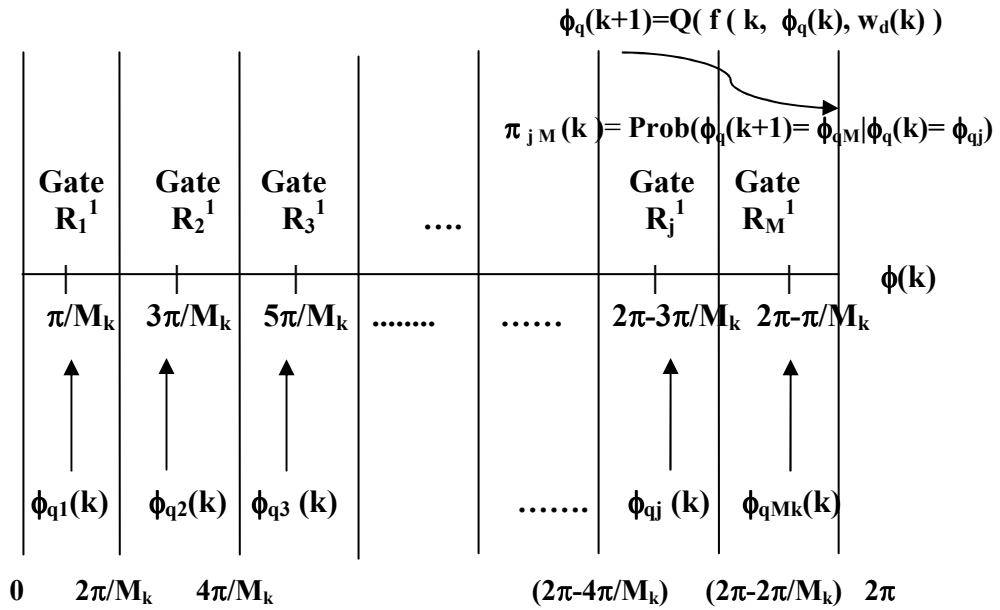 ϕq(k+1)=Q( f ( k, ϕq(k), wd(k) )
π j M (k )= Prob(ϕq(k+1)= ϕqM|ϕq(k)= ϕqj)
Gate Gate Gate Gate Gate
R1^1 R2^1 R3^1 .... Rj^1 RM^1
ϕ(k)
π/Mk 3π/Mk 5π/Mk ........ ...... 2π-3π/Mk 2π-π/Mk
ϕq1(k) ϕq2(k) ϕq3 (k) ....... ϕqj (k) ϕqMk(k)
0 2π/Mk 4π/Mk (2π-4π/Mk) (2π-2π/Mk) 2π